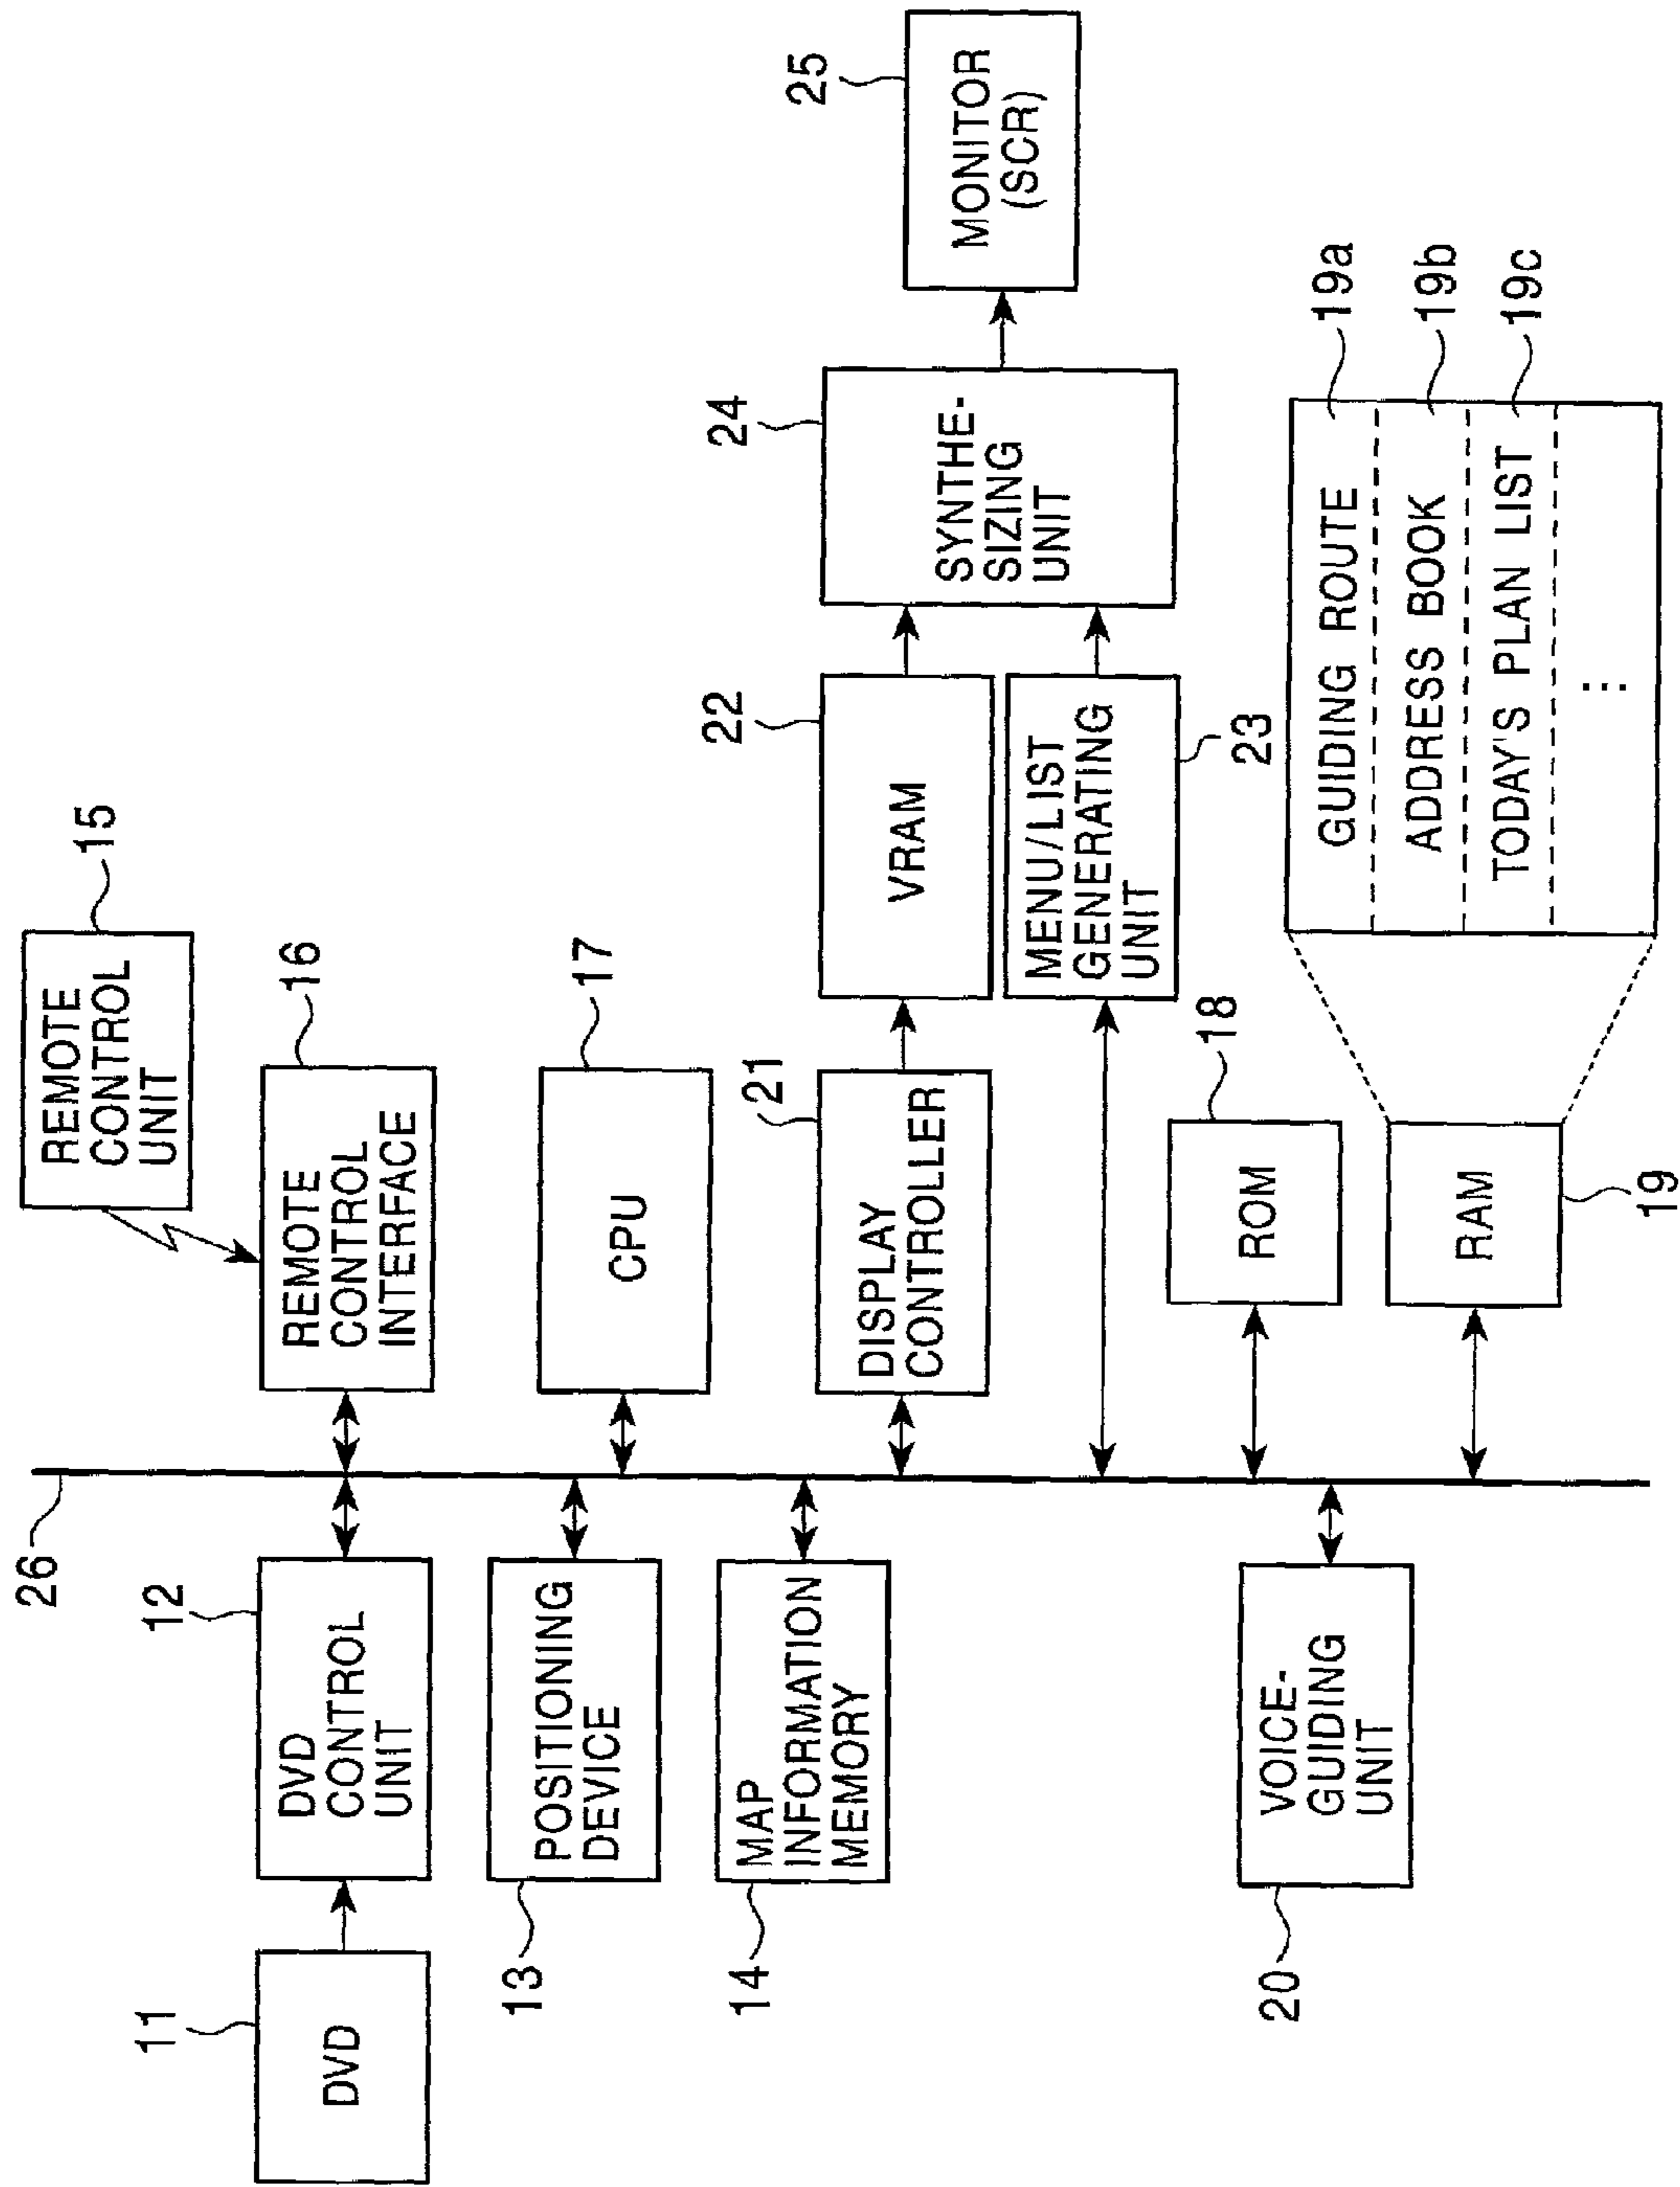 15
REMOTE
CONTROL
UNIT
26
12
16
11
DVD
DVD
CONTROL
UNIT
REMOTE
CONTROL
INTERFACE
17
13
POSITIONING
DEVICE
CPU
14
MAP
INFORMATION
MEMORY
21
DISPLAY
CONTROLLER
22
VRAM
24
SYNTHE-
SIZING
UNIT
25
MONITOR
(SCR)
MENU/LIST
GENERATING
UNIT
23
18
ROM
20
VOICE-
GUIDING
UNIT
RAM
19
GUIDING ROUTE
19a
ADDRESS BOOK
19b
TODAY'S PLAN LIST
19c
...